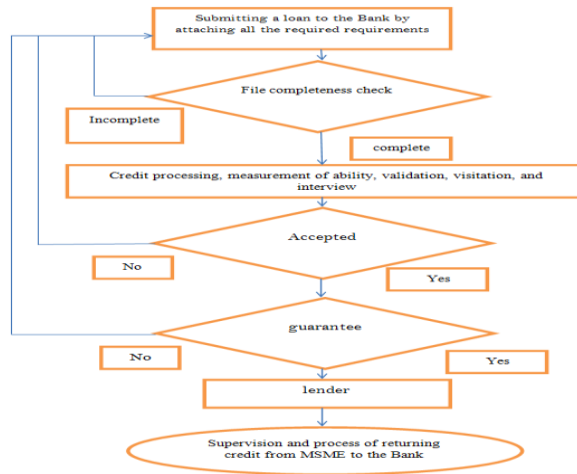 Submitting a loan to the Bank by
attaching all the required requirements
File completeness check
Incomplete
complete
Credit processing, measurement of ability, validation, visitation, and
interview
Accepted
No
Yes
guarantee
No
Yes
lender
Supervision and process of returning
credit from MSME to the Bank